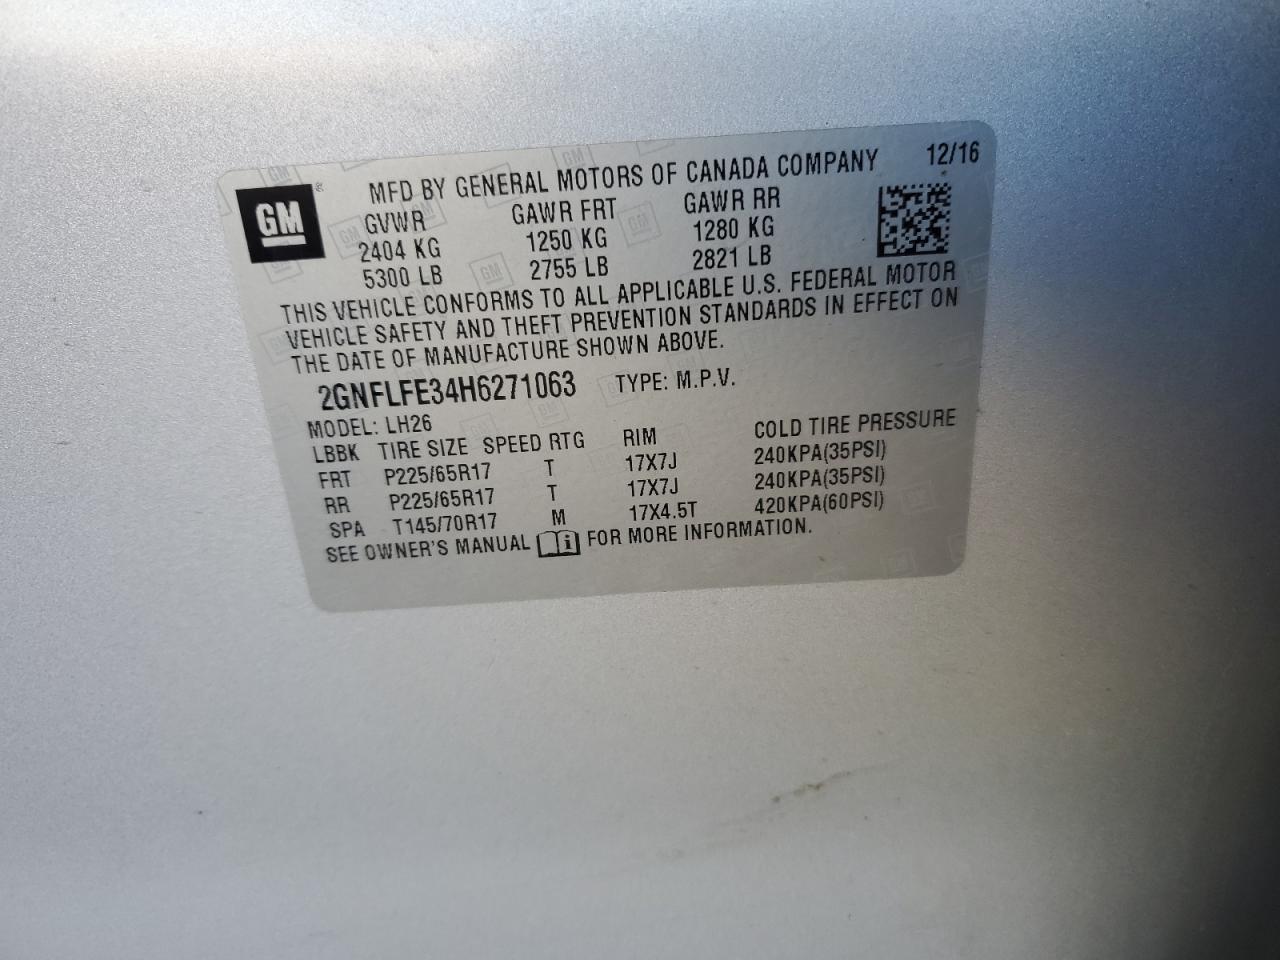 GM
MFD BY GENERAL MOTORS OF CANADA COMPANY 12/16
GVWR GAWR FRT GAWR RR
2404 KG 1250 KG 1280 KG
5300 LB 2755 LB 2821 LB
THIS VEHICLE CONFORMS TO ALL APPLICABLE U.S. FEDERAL MOTOR
VEHICLE SAFETY AND THEFT PREVENTION STANDARDS IN EFFECT ON
THE DATE OF MANUFACTURE SHOWN ABOVE.
2GNFLFE34H6271063 TYPE: M.P.V.
MODEL: LH26
LBBK TIRE SIZE SPEED RTG RIM COLD TIRE PRESSURE
FRT P225/65R17 T 17X7J 240KPA(35PSI)
RR P225/65R17 T 17X7J 240KPA(35PSI)
SPA T145/70R17 M 17X4.5T 420KPA(60PSI)
SEE OWNER'S MANUAL i FOR MORE INFORMATION.